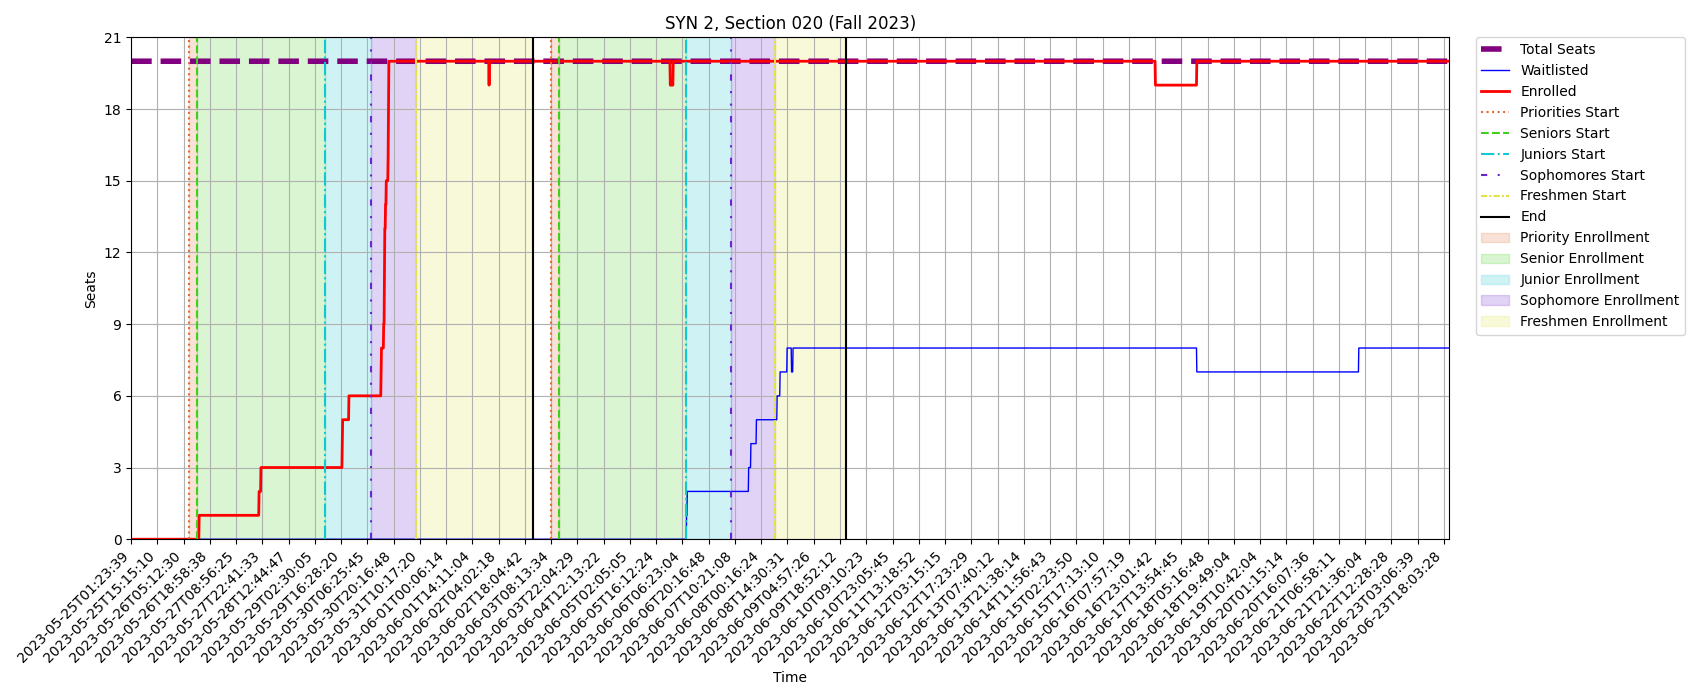 SYN 2, Section 020 (Fall 2023)
21
18
15
12
9
6
3
0
Seats
2023-05-25T01:23:39
2023-05-25T15:15:10
2023-05-26T05:12:30
2023-05-26T18:58:38
2023-05-27T08:56:25
2023-05-27T22:41:33
2023-05-28T12:44:47
2023-05-29T02:30:05
2023-05-29T16:28:20
2023-05-30T06:25:45
2023-05-30T20:16:48
2023-05-31T10:17:20
2023-06-01T00:06:14
2023-06-01T14:11:04
2023-06-02T04:02:18
2023-06-02T18:04:42
2023-06-03T08:13:34
2023-06-03T22:04:29
2023-06-04T12:13:22
2023-06-05T02:05:05
2023-06-05T16:12:24
2023-06-06T06:23:04
2023-06-06T20:16:48
2023-06-07T10:21:08
2023-06-08T00:16:24
2023-06-08T14:30:31
2023-06-09T04:57:26
2023-06-09T18:52:12
2023-06-10T09:10:23
2023-06-10T23:05:45
2023-06-11T13:18:52
2023-06-12T03:15:15
2023-06-12T17:23:29
2023-06-13T07:40:12
2023-06-13T21:38:14
2023-06-14T11:56:43
2023-06-15T02:23:50
2023-06-15T17:13:10
2023-06-16T07:57:19
2023-06-16T23:01:42
2023-06-17T13:54:45
2023-06-18T05:16:48
2023-06-18T19:49:04
2023-06-19T10:42:04
2023-06-20T01:15:14
2023-06-20T16:07:36
2023-06-21T06:58:11
2023-06-21T21:36:04
2023-06-22T12:28:28
2023-06-23T03:06:39
2023-06-23T18:03:28
Time
Total Seats
Waitlisted
Enrolled
Priorities Start
Seniors Start
Juniors Start
Sophomores Start
Freshmen Start
End
Priority Enrollment
Senior Enrollment
Junior Enrollment
Sophomore Enrollment
Freshmen Enrollment